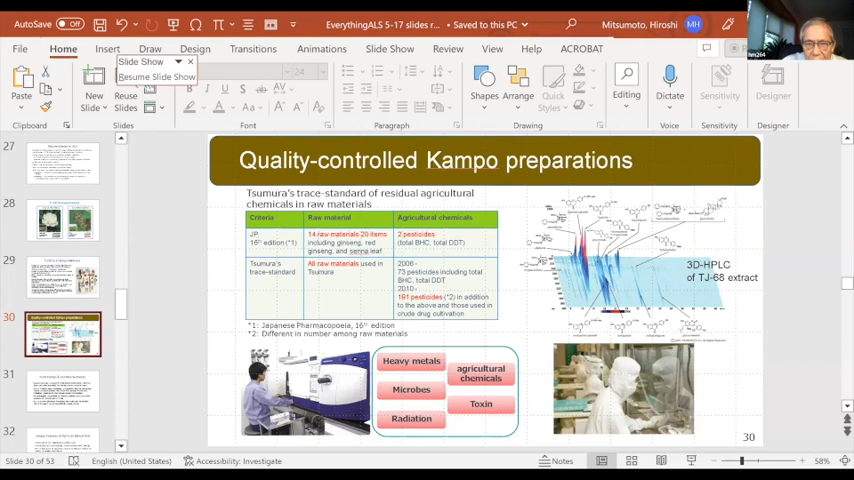 AutoSave
Off
EverythingALS 5-17 slides r...
• Saved to this PC
Mitsumoto, Hiroshi
MH
hm264
File
Home
Insert
Draw
Design
Transitions
Animations
Slide Show
Review
View
Help
ACROBAT
Slide Show
Resume Slide Show
Paste
New
Slide
Reuse
Slides
24
Shapes
Arrange
Quick
Styles
Editing
Dictate
Sensitivity
Designer
Clipboard
Slides
Font
Paragraph
Drawing
Voice
Sensitivity
Designer
27
28
29
30
31
32
Quality-controlled Kampo preparations
Tsumura's trace-standard of residual agricultural
chemicals in raw materials
Criteria
Raw material
Agricultural chemicals
JP,
16th edition (*1)
14 raw materials 20 items
including ginseng, red
ginseng, and senna leaf
2 pesticides
(total BHC, total DDT)
Tsumura's
trace-standard
All raw materials used in
Tsumura
2006-
73 pesticides including total
BHC, total DDT
2010-
191 pesticides (*2) in addition
to the above and those used in
crude drug cultivation
*1: Japanese Pharmacopoeia, 16th edition
*2: Different in number among raw materials
3D-HPLC
of TJ-68 extract
Heavy metals
agricultural
chemicals
Microbes
Toxin
Radiation
30
Slide 30 of 53
English (United States)
Accessibility: Investigate
Notes
58%